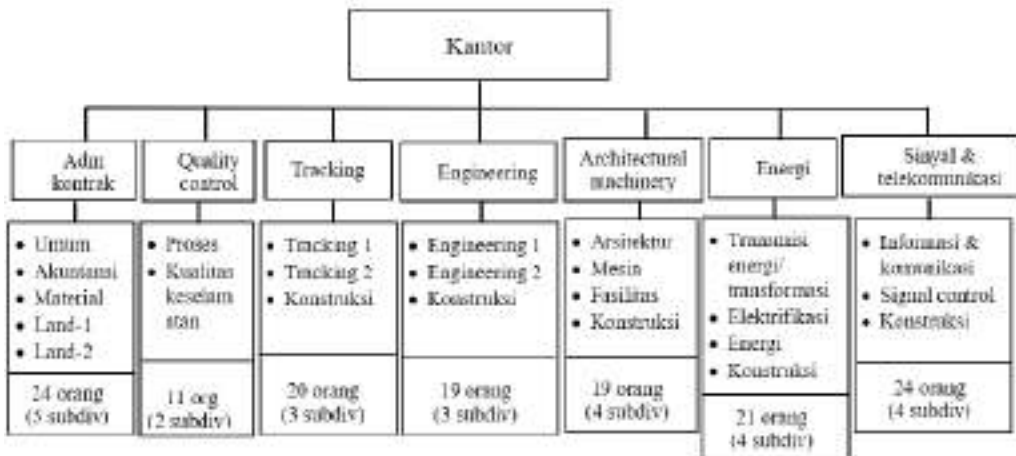 Kantor
Adm
kontrak
Quality
control
Tracking
Engineering
Architectural
machinery
Energi
Sinyal &
telekomunikasi
• Umum
• Akuntansi
• Material
• Land-1
• Land-2
24 orang
(5 subdiv)
• Proses
• Kualitas
keselam
atan
11 org
(2 subdiv)
• Tracking 1
• Tracking 2
• Konstruksi
20 orang
(3 subdiv)
• Engineering 1
• Engineering 2
• Konstruksi
19 orang
(3 subdiv)
• Arsitektur
• Mesin
• Fasilitas
• Konstruksi
19 orang
(4 subdiv)
• Transmisi
energi/
transformasi
• Elektrifikasi
• Energi
• Konstruksi
21 orang
(4 subdiv)
• Informasi &
komunikasi
• Signal control
• Konstruksi
24 orang
(4 subdiv)